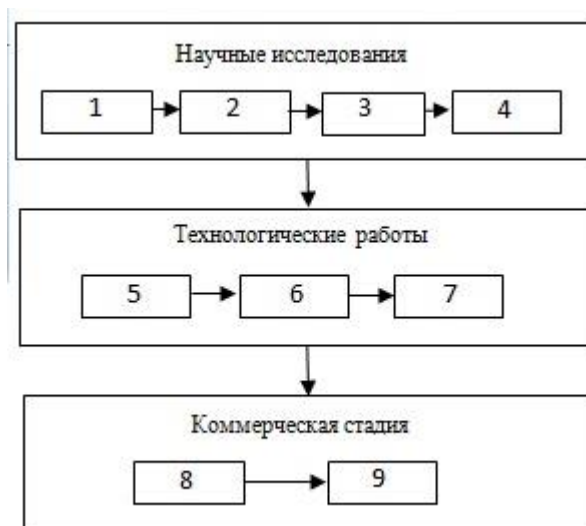 Научные исследования
1 2 3 4
Технологические работы
5 6 7
Коммерческая стадия
8 9